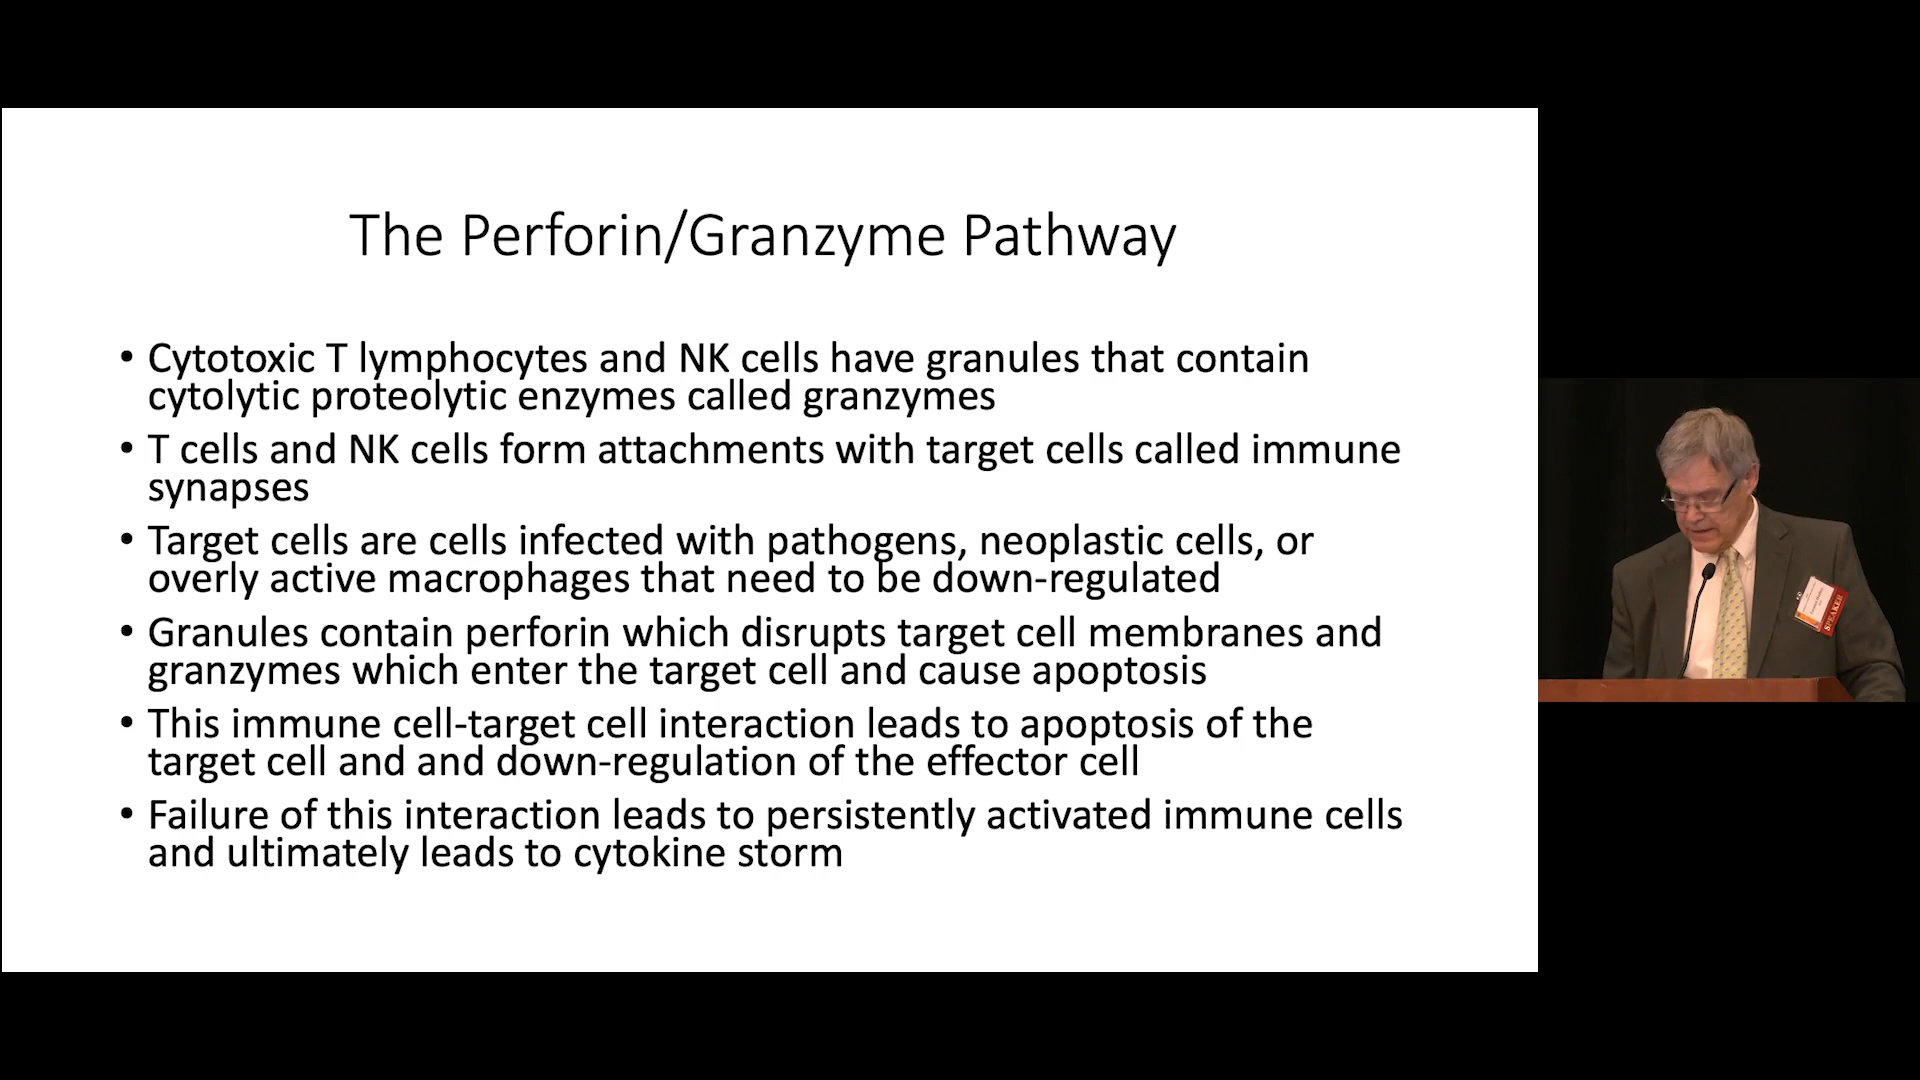 The Perforin/Granzyme Pathway
• Cytotoxic T lymphocytes and NK cells have granules that contain
cytolytic proteolytic enzymes called granzymes
• T cells and NK cells form attachments with target cells called immune
synapses
• Target cells are cells infected with pathogens, neoplastic cells, or
overly active macrophages that need to be down-regulated
• Granules contain perforin which disrupts target cell membranes and
granzymes which enter the target cell and cause apoptosis
• This immune cell-target cell interaction leads to apoptosis of the
target cell and and down-regulation of the effector cell
• Failure of this interaction leads to persistently activated immune cells
and ultimately leads to cytokine storm
SPEAKER